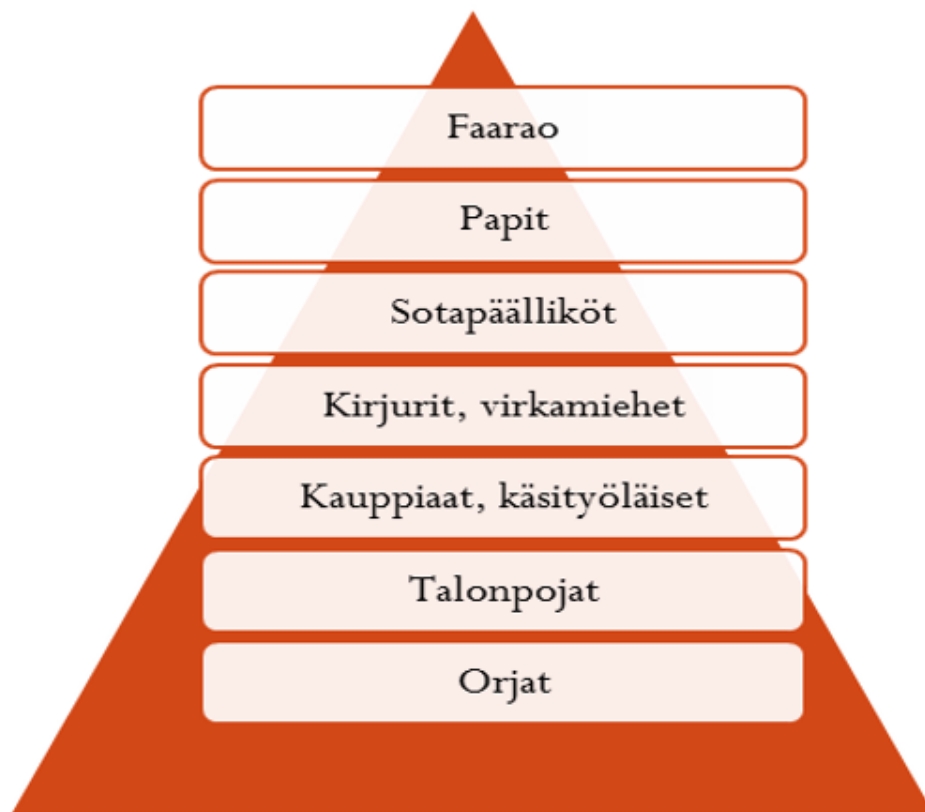 Faarao
Papit
Sotapäälliköt
Kirjurit, virkamiehet
Kauppiaat, käsityöläiset
Talonpojat
Orjat